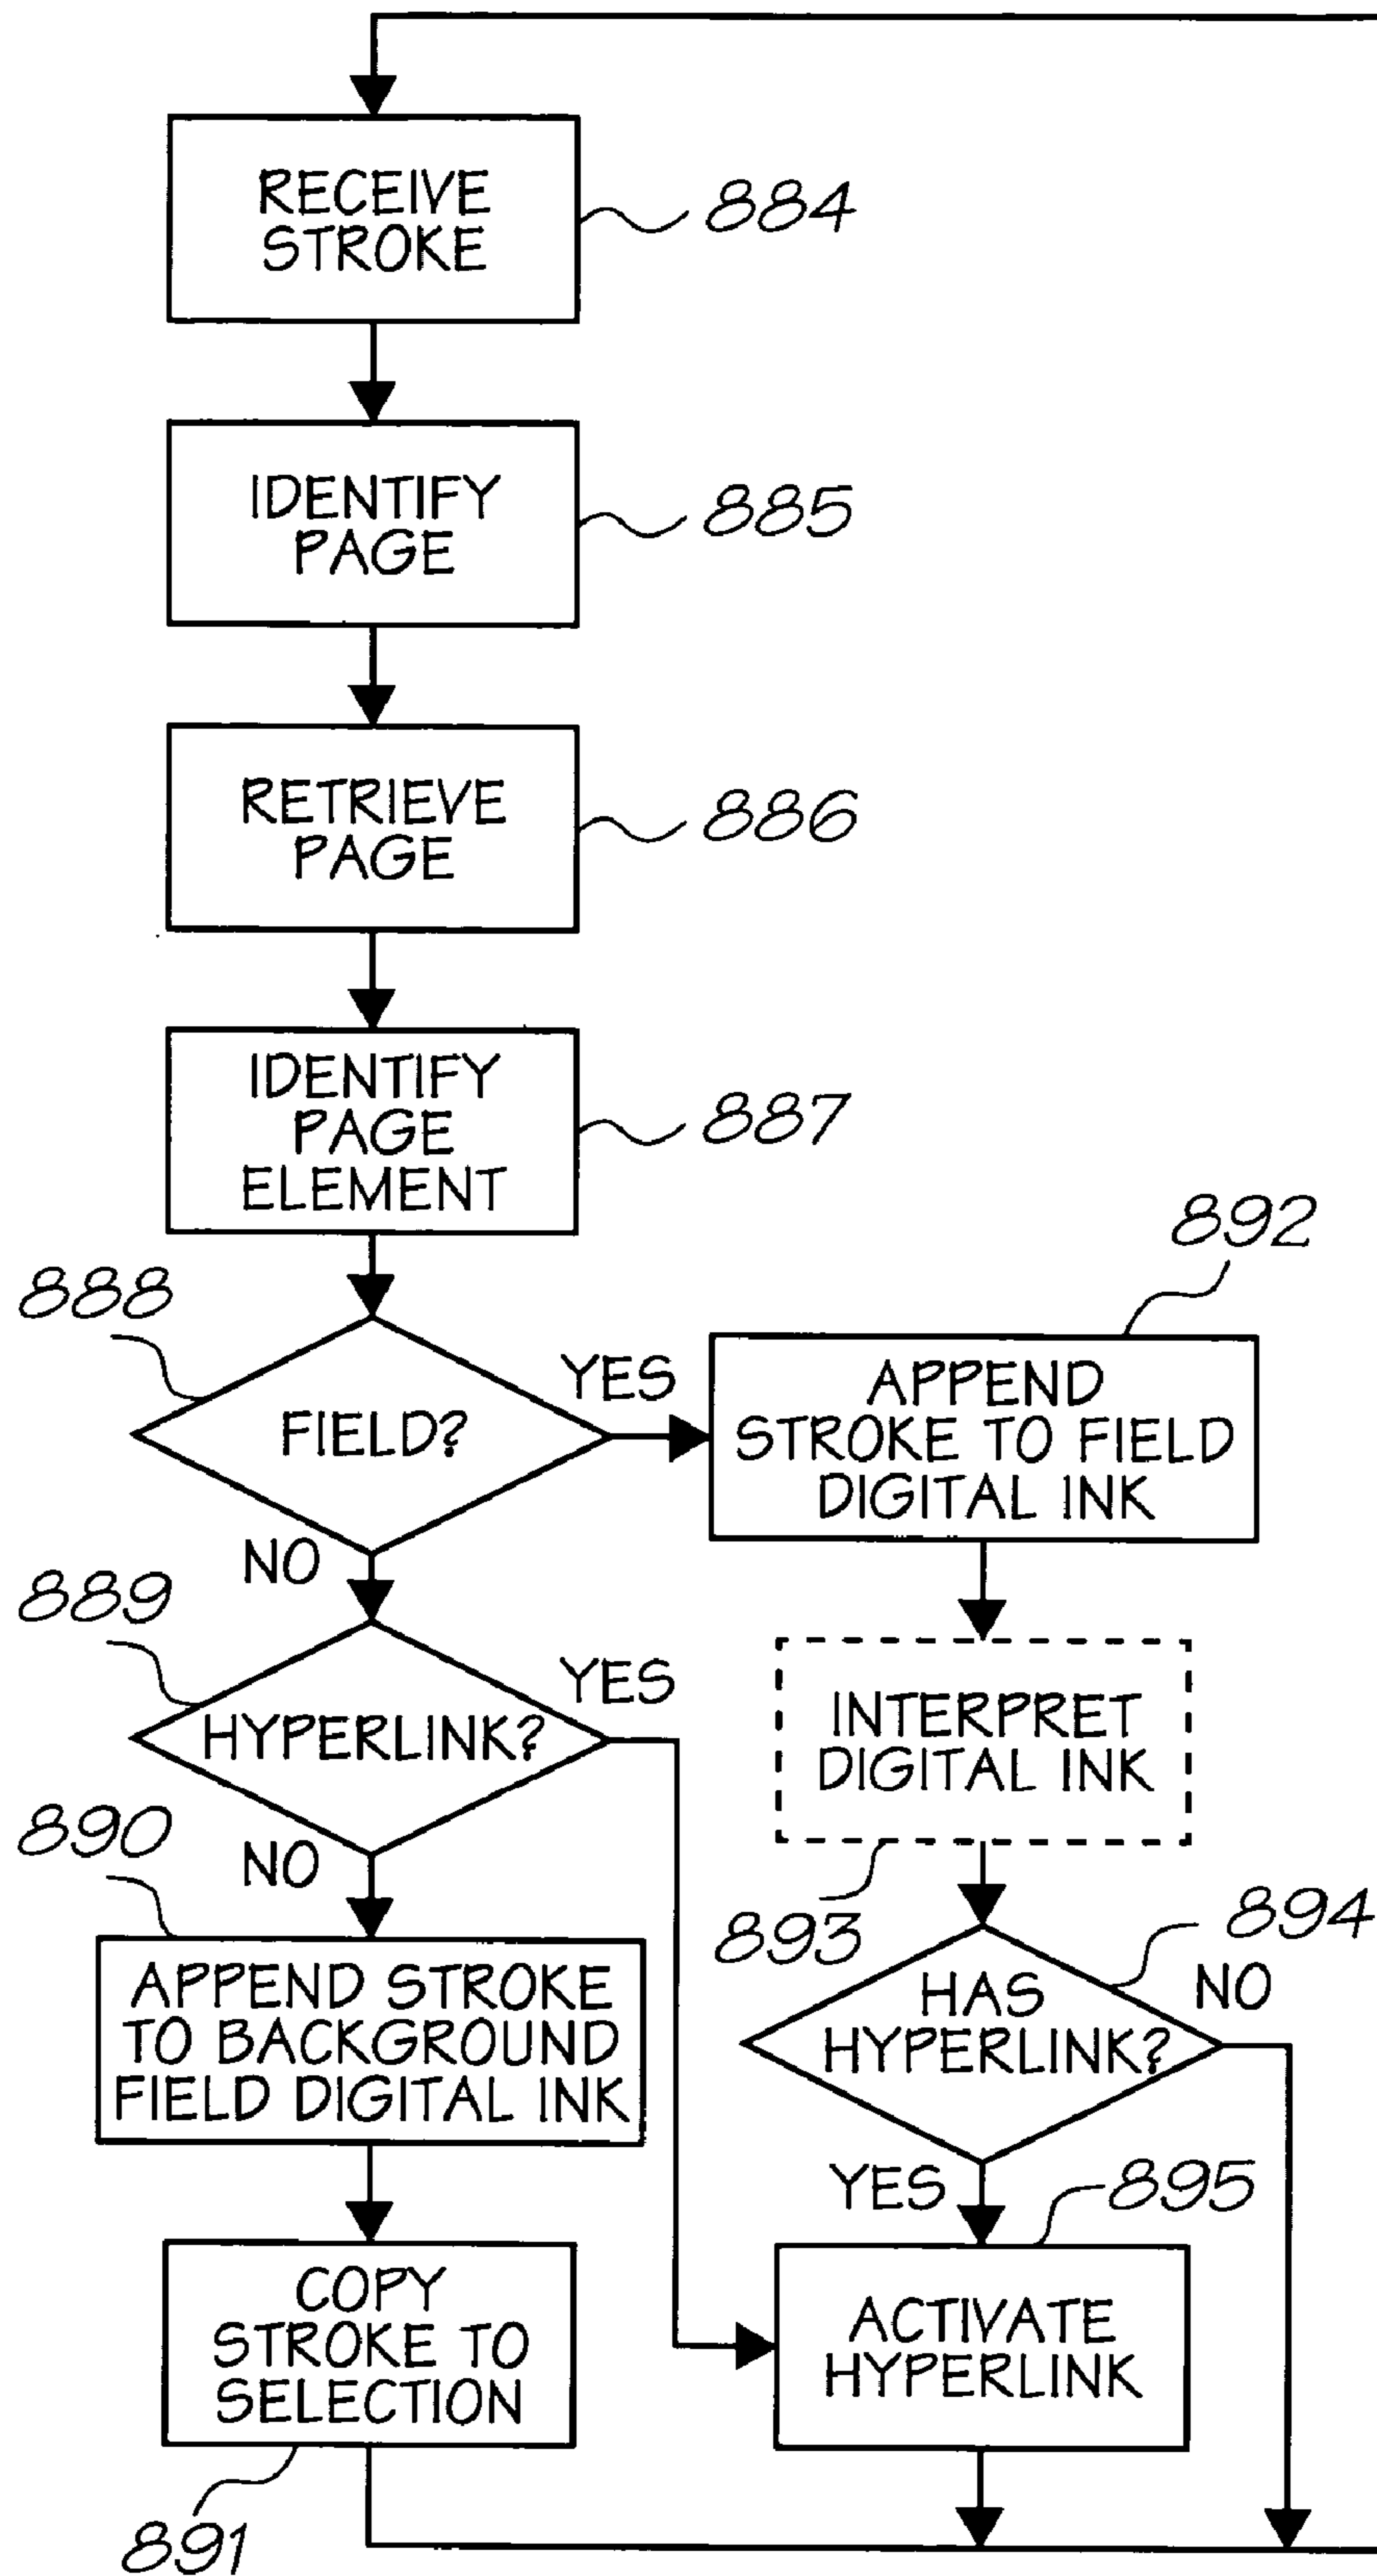 RECEIVE
STROKE
884
IDENTIFY
PAGE
885
RETRIEVE
PAGE
886
IDENTIFY
PAGE
ELEMENT
887
888
FIELD?
YES
NO
892
APPEND
STROKE TO FIELD
DIGITAL INK
889
HYPERLINK?
YES
NO
INTERPRET
DIGITAL INK
893
890
APPEND STROKE
TO BACKGROUND
FIELD DIGITAL INK
894
HAS
HYPERLINK?
NO
YES
895
COPY
STROKE TO
SELECTION
891
ACTIVATE
HYPERLINK